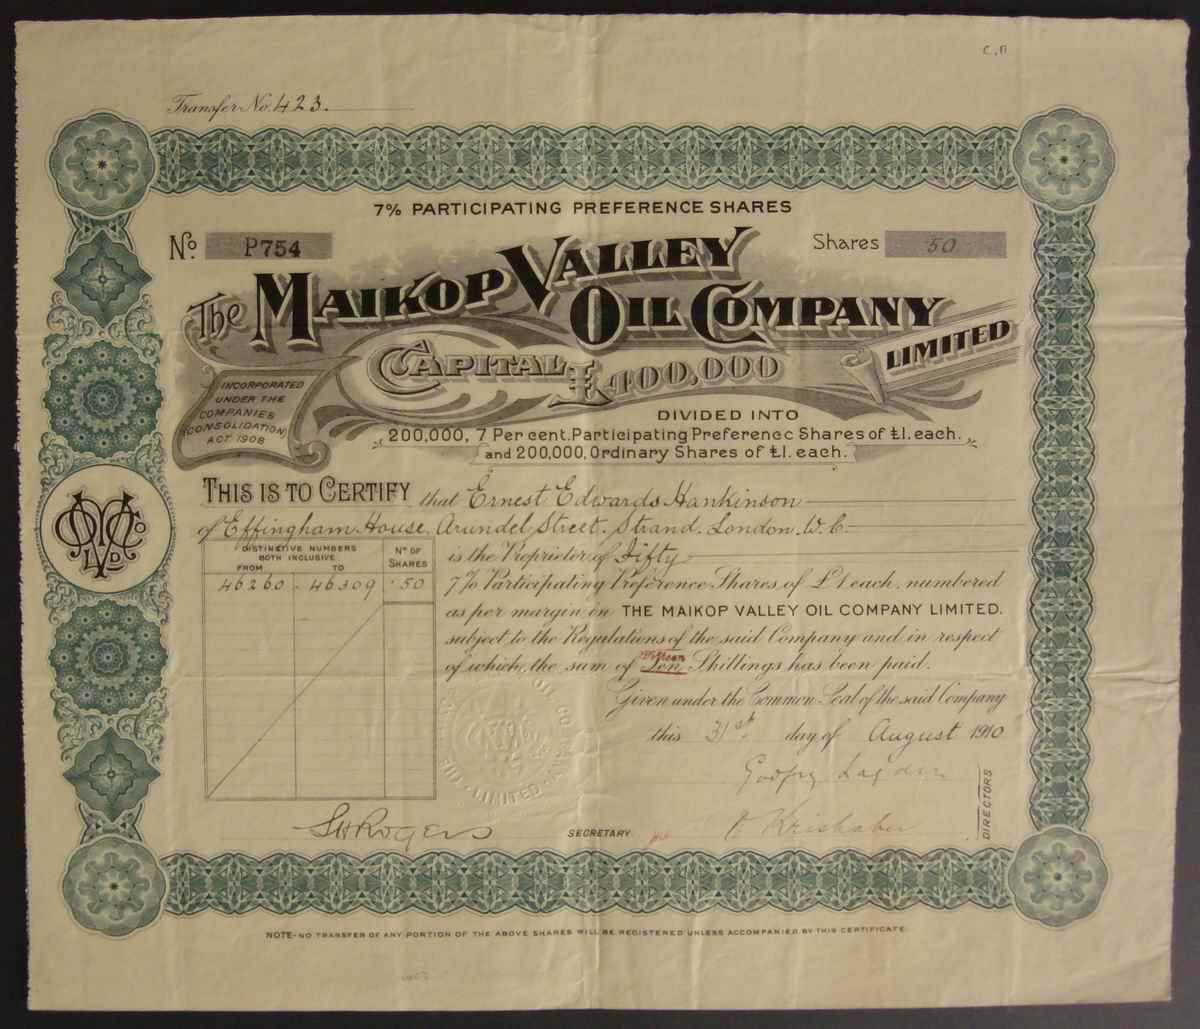 C.N
Transfer No. 423.
7% PARTICIPATING PREFERENCE SHARES
No. P754
Shares 50
The MAIKOP VALLEY
OIL COMPANY
LIMITED
CAPITAL £400,000
INCORPORATED
UNDER THE
COMPANIES
(CONSOLIDATION)
ACT 1908
DIVIDED INTO
200,000, 7 Per cent. Participating Preference Shares of £1. each.
and 200,000, Ordinary Shares of £1. each.
THIS IS TO CERTIFY that Ernest Edwards Hankinson
of Effingham House, Arundel Street, Strand, London, W.C.
DISTINCTIVE NUMBERS
BOTH INCLUSIVE
FROM TO
No OF
SHARES
46260 - 46309 50
is the Proprietor of Fifty
7% Participating Preference Shares of £1 each, numbered
as per margin in THE MAIKOP VALLEY OIL COMPANY LIMITED.
subject to the Regulations of the said Company and in respect
Fifteen
of which the sum of Ten Shillings has been paid.
Given under the Common Seal of the said Company
this 31st day of August 1910
DIRECTORS
SH Rogers SECRETARY
NOTE - NO TRANSFER OF ANY PORTION OF THE ABOVE SHARES WILL BE REGISTERED UNLESS ACCOMPANIED BY THIS CERTIFICATE.